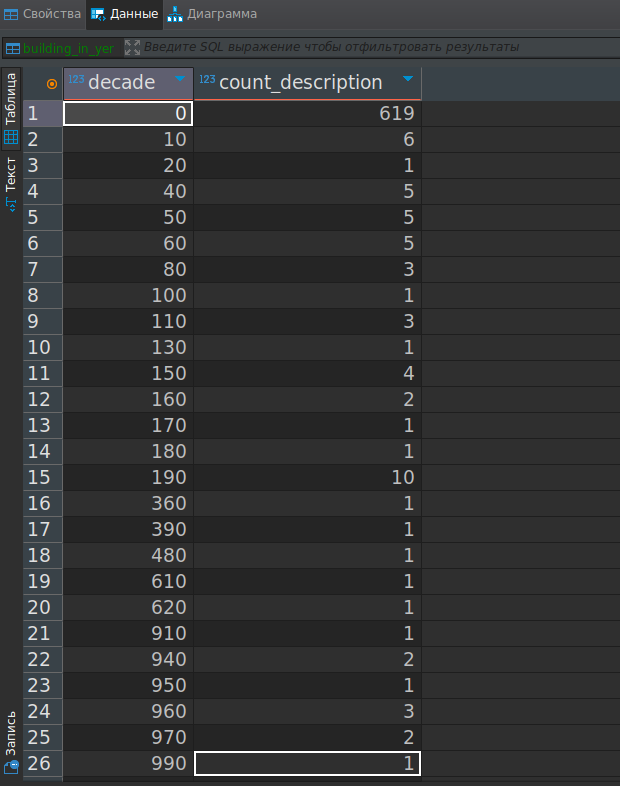 Свойства Данные Диаграмма
building_in_yer Введите SQL выражение чтобы отфильтровать результаты
Таблица
Текст
Запись
123 decade 123 count_description
1 0 619
2 10 6
3 20 1
4 40 5
5 50 5
6 60 5
7 80 3
8 100 1
9 110 3
10 130 1
11 150 4
12 160 2
13 170 1
14 180 1
15 190 10
16 360 1
17 390 1
18 480 1
19 610 1
20 620 1
21 910 1
22 940 2
23 950 1
24 960 3
25 970 2
26 990 1